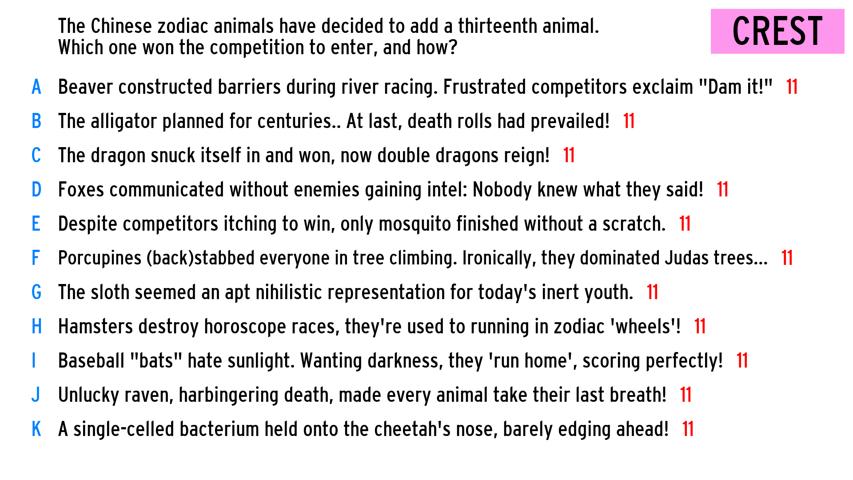 The Chinese zodiac animals have decided to add a thirteenth animal.
Which one won the competition to enter, and how?
CREST
A Beaver constructed barriers during river racing. Frustrated competitors exclaim "Dam it!" 11
B The alligator planned for centuries.. At last, death rolls had prevailed! 11
C The dragon snuck itself in and won, now double dragons reign! 11
D Foxes communicated without enemies gaining intel: Nobody knew what they said! 11
E Despite competitors itching to win, only mosquito finished without a scratch. 11
F Porcupines (back)stabbed everyone in tree climbing. Ironically, they dominated Judas trees... 11
G The sloth seemed an apt nihilistic representation for today's inert youth. 11
H Hamsters destroy horoscope races, they're used to running in zodiac 'wheels'! 11
I Baseball "bats" hate sunlight. Wanting darkness, they 'run home', scoring perfectly! 11
J Unlucky raven, harbingering death, made every animal take their last breath! 11
K A single-celled bacterium held onto the cheetah's nose, barely edging ahead! 11